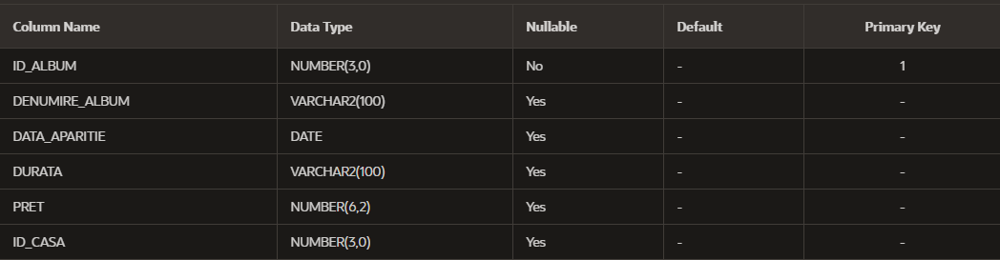 Column Name Data Type Nullable Default Primary Key
ID_ALBUM NUMBER(3,0) No - 1
DENUMIRE_ALBUM VARCHAR2(100) Yes - -
DATA_APARITIE DATE Yes - -
DURATA VARCHAR2(100) Yes - -
PRET NUMBER(6,2) Yes - -
ID_CASA NUMBER(3,0) Yes - -